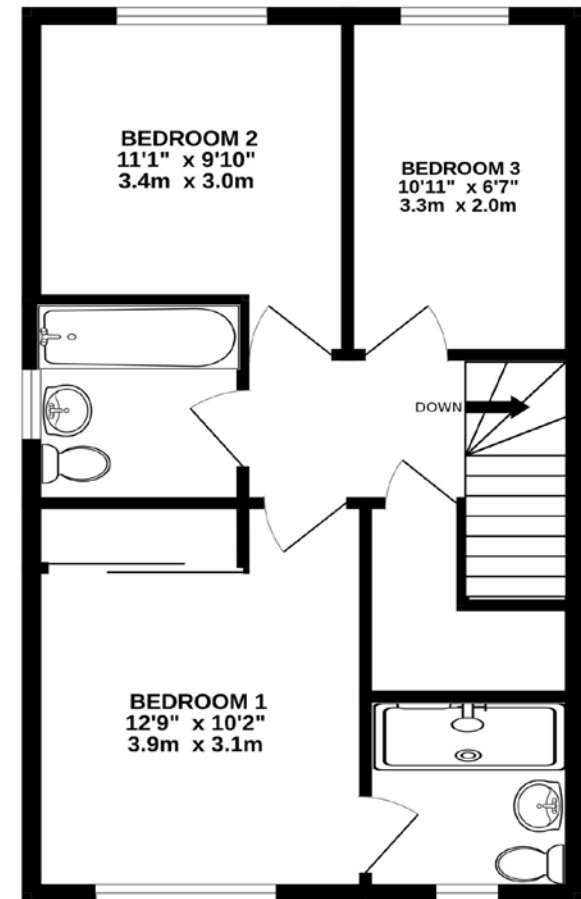 BEDROOM 2
11'1" x 9'10"
3.4m x 3.0m
BEDROOM 3
10'11" x 6'7"
3.3m x 2.0m
DOWN
BEDROOM 1
12'9" x 10'2"
3.9m x 3.1m